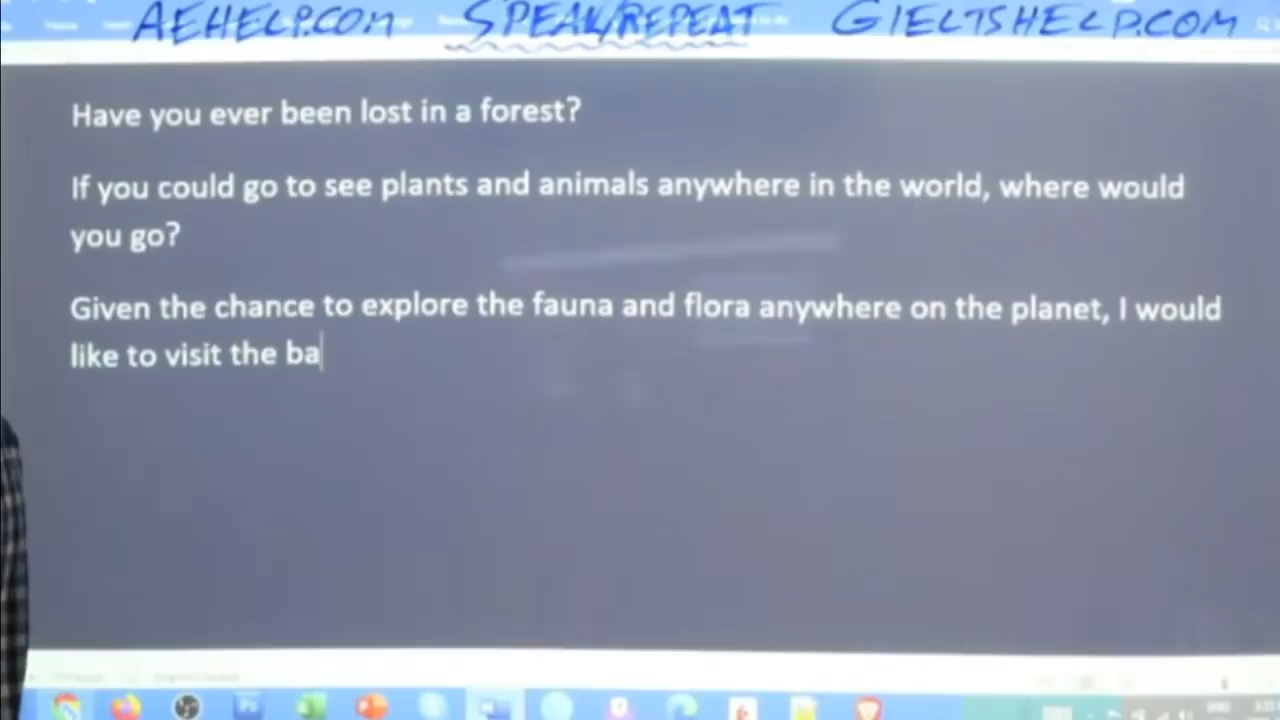 AEHELP.COM SPEAK/REPEAT GIELTSHELP.COM
Have you ever been lost in a forest?
If you could go to see plants and animals anywhere in the world, where would
you go?
Given the chance to explore the fauna and flora anywhere on the planet, I would
like to visit the ba